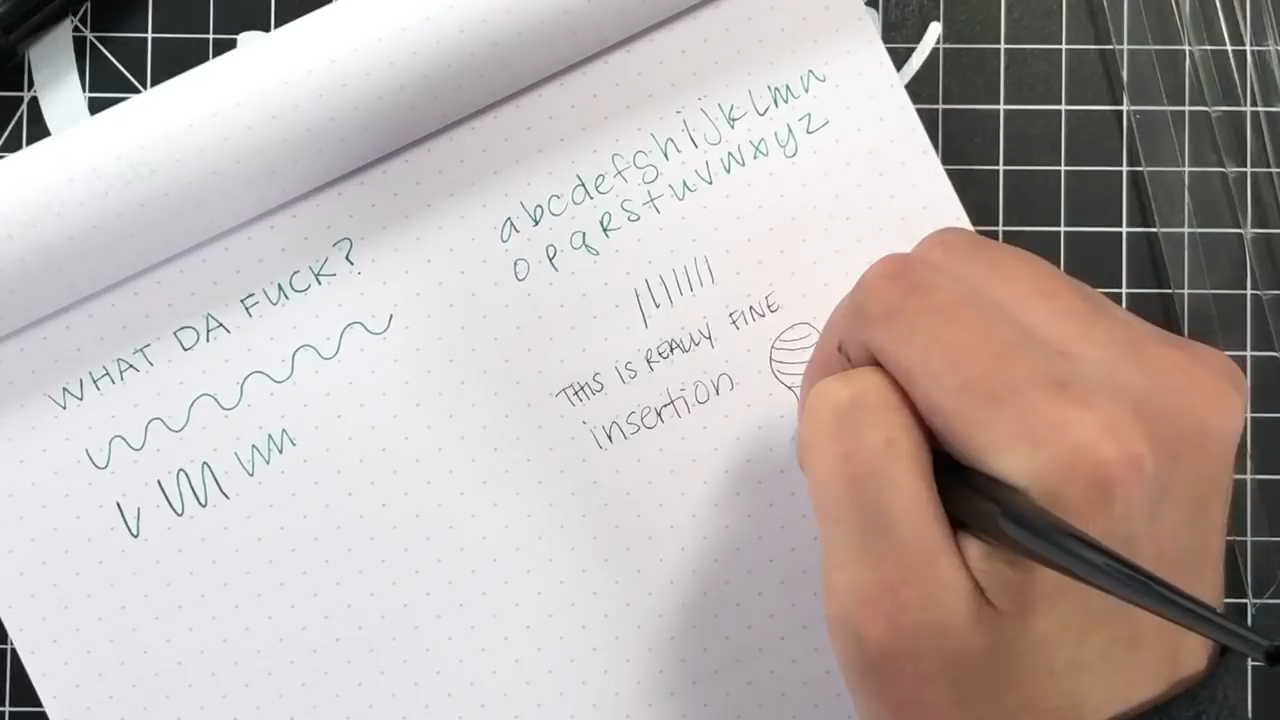 WHAT DA FUCK?
abcdefghijklmn
opqrstuvwxyz
THIS IS REALLY FINE
insertion